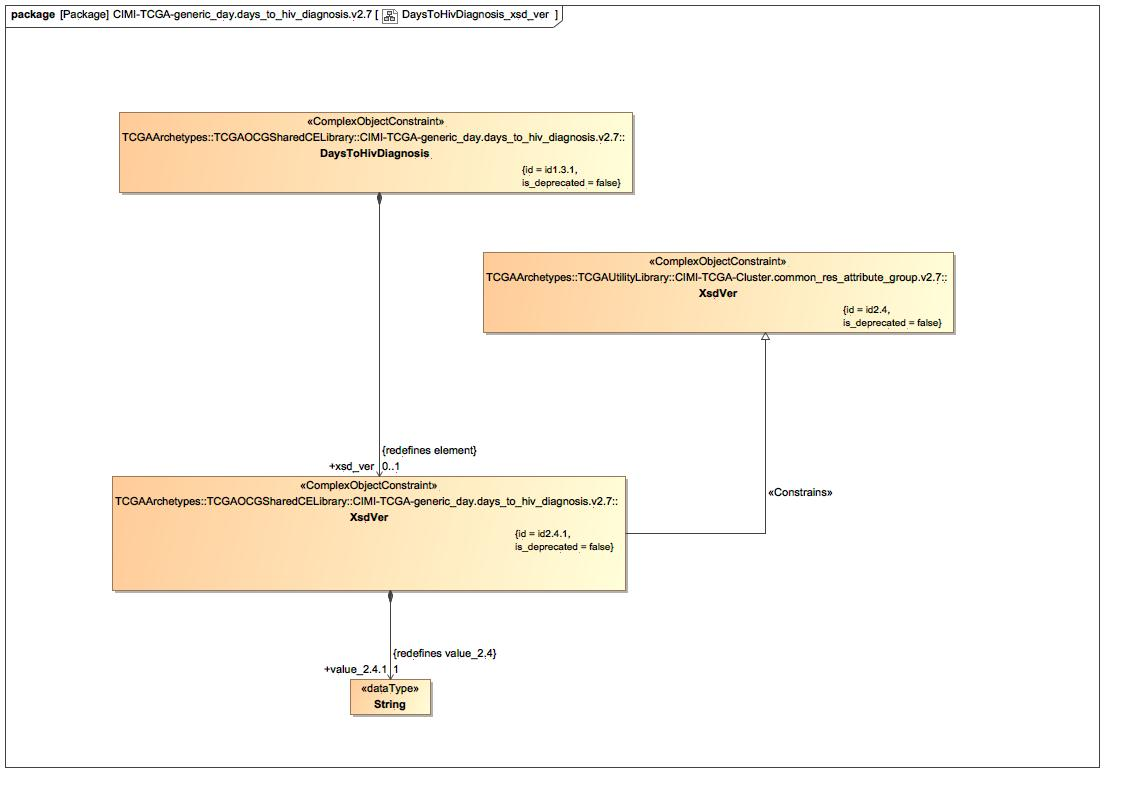 package [Package] CIMI-TCGA-generic_day.days_to_hiv_diagnosis.v2.7 [ DaysToHivDiagnosis_xsd_ver ]
«ComplexObjectConstraint»
TCGAArchetypes::TCGAOCGSharedCELibrary::CIMI-TCGA-generic_day.days_to_hiv_diagnosis.v2.7::
DaysToHivDiagnosis
{id = id1.3.1,
is_deprecated = false}
«ComplexObjectConstraint»
TCGAArchetypes::TCGAUtilityLibrary::CIMI-TCGA-Cluster.common_res_attribute_group.v2.7::
XsdVer
{id = id2.4,
is_deprecated = false}
{redefines element}
+xsd_ver 0..1
«ComplexObjectConstraint»
TCGAArchetypes::TCGAOCGSharedCELibrary::CIMI-TCGA-generic_day.days_to_hiv_diagnosis.v2.7::
XsdVer
{id = id2.4.1,
is_deprecated = false}
«Constrains»
{redefines value_2.4}
+value_2.4.1 1
«dataType»
String